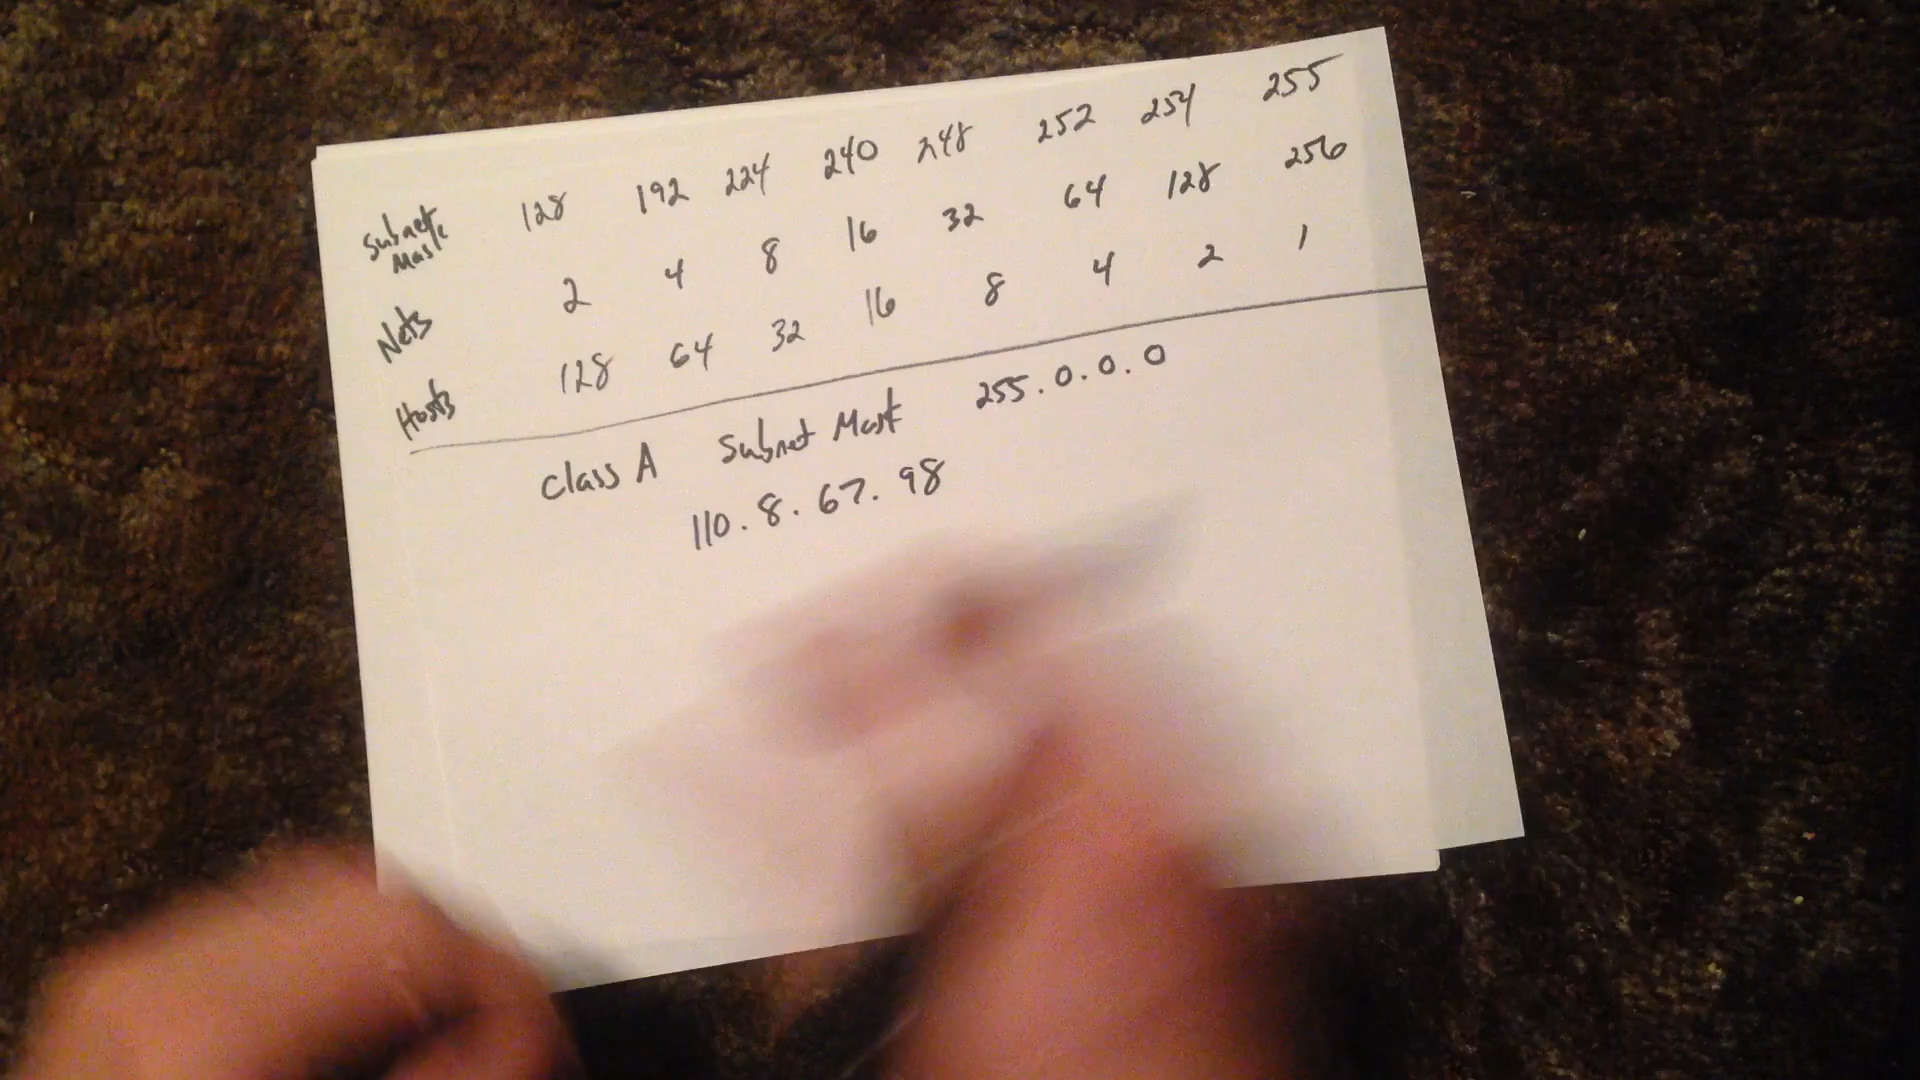 Subnet Mask 128 192 224 240 248 252 254 255
Nets 2 4 8 16 32 64 128 256
Hosts 128 64 32 16 8 4 2 1
Class A Subnet Mask 255.0.0.0
110.8.67.98